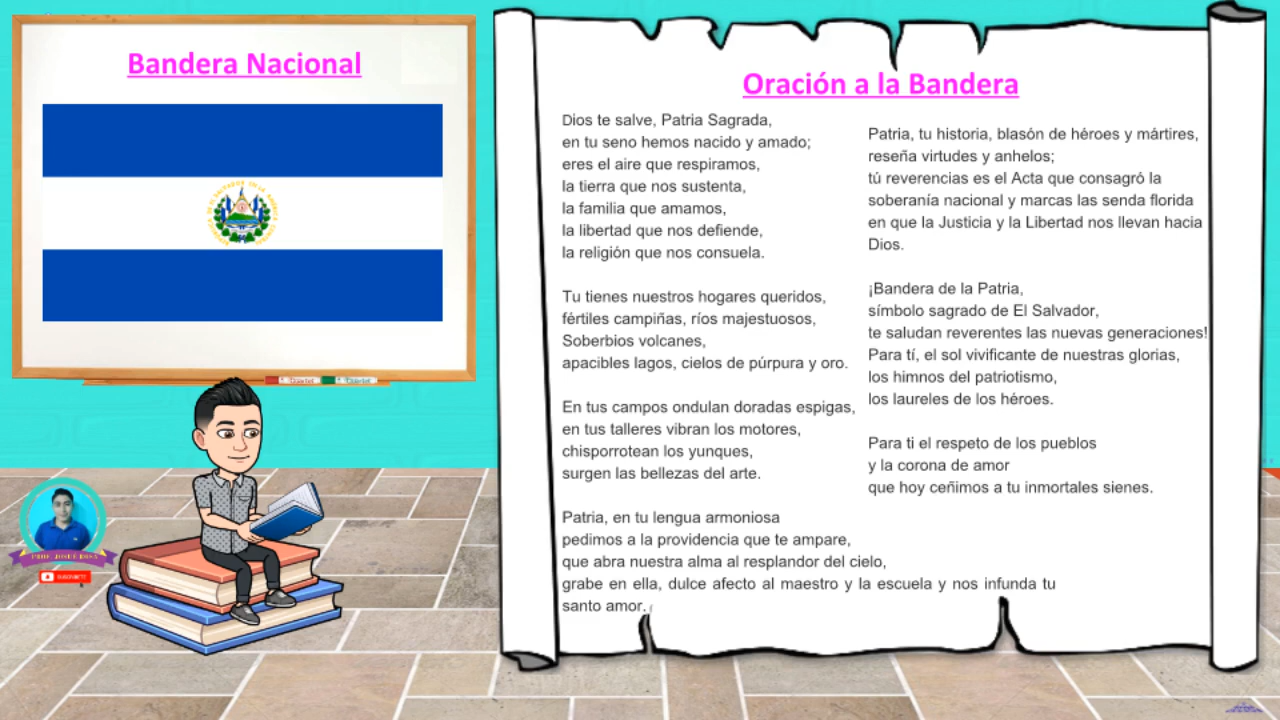 Bandera Nacional
Oración a la Bandera
Dios te salve, Patria Sagrada,
en tu seno hemos nacido y amado;
eres el aire que respiramos,
la tierra que nos sustenta,
la familia que amamos,
la libertad que nos defiende,
la religión que nos consuela.
Tu tienes nuestros hogares queridos,
fértiles campiñas, ríos majestuosos,
Soberbios volcanes,
apacibles lagos, cielos de púrpura y oro.
En tus campos ondulan doradas espigas,
en tus talleres vibran los motores,
chisporrotean los yunques,
surgen las bellezas del arte.
Patria, en tu lengua armoniosa
pedimos a la providencia que te ampare,
que abra nuestra alma al resplandor del cielo,
grabe en ella, dulce afecto al maestro y la escuela y nos infunda tu
santo amor.
Patria, tu historia, blasón de héroes y mártires,
reseña virtudes y anhelos;
tú reverencias es el Acta que consagró la
soberanía nacional y marcas las senda florida
en que la Justicia y la Libertad nos llevan hacia
Dios.
¡Bandera de la Patria,
símbolo sagrado de El Salvador,
te saludan reverentes las nuevas generaciones!
Para tí, el sol vivificante de nuestras glorias,
los himnos del patriotismo,
los laureles de los héroes.
Para ti el respeto de los pueblos
y la corona de amor
que hoy ceñimos a tu inmortales sienes.
PROF. JOSUÉ ROSA
SUSCRÍBETE